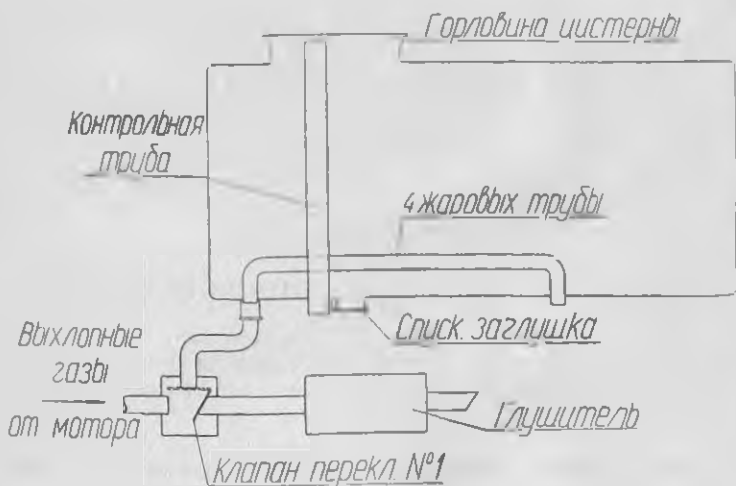 Горловина цистерны
Контрольная
труба
4 жаровых трубы
Спуск. заглушка
Выхлопные
газы
от мотора
Глушитель
Клапан перекл. №1